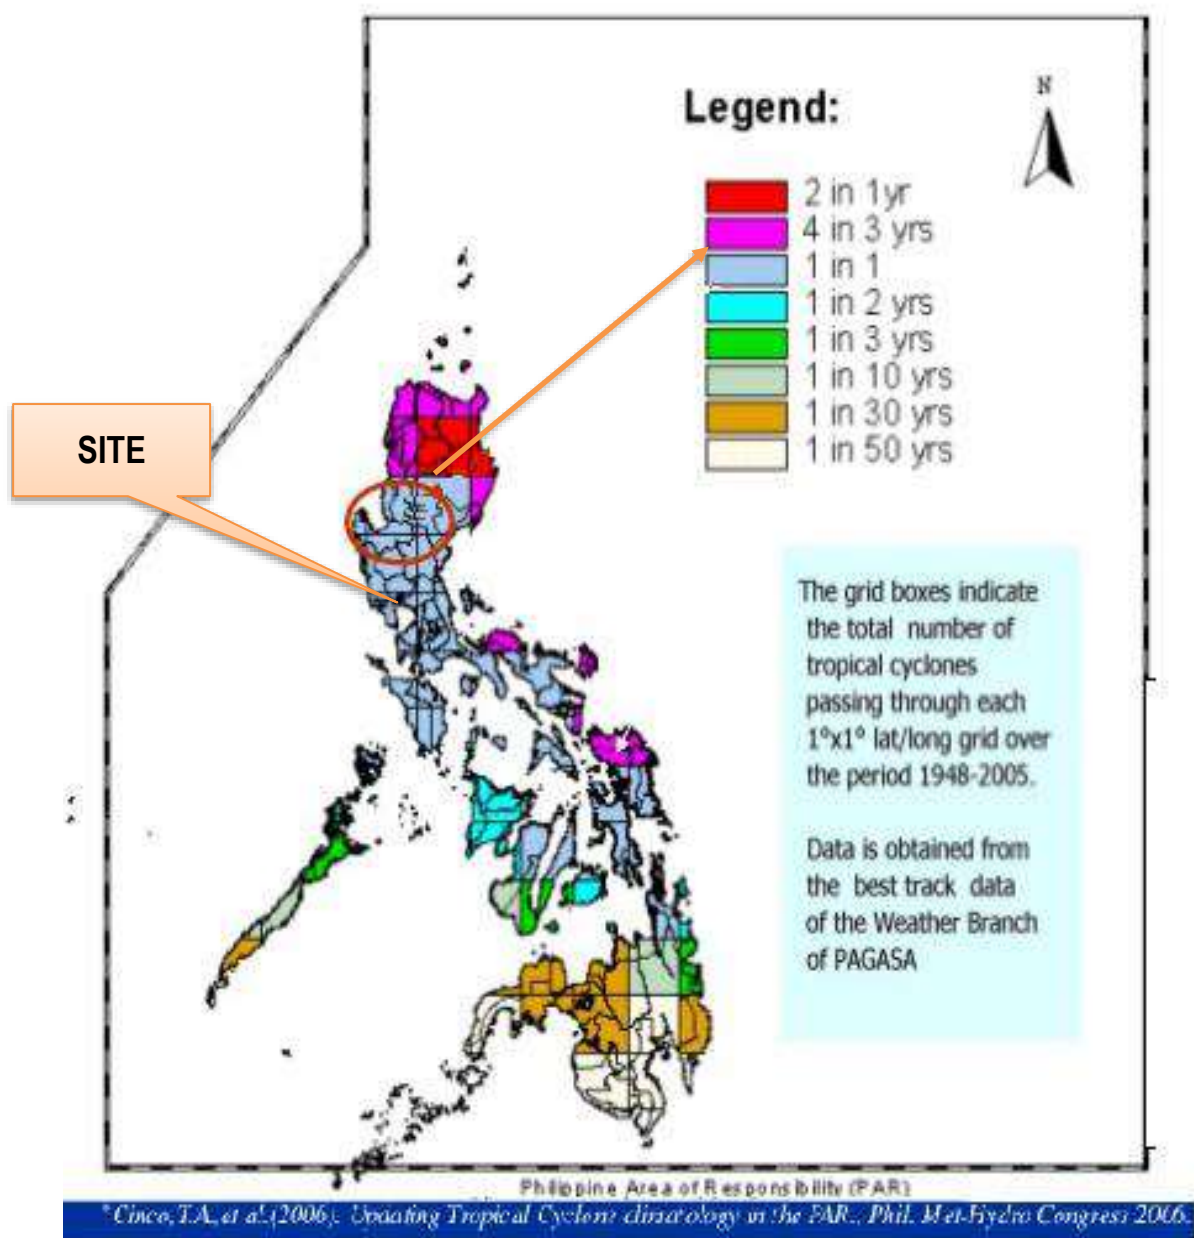 Legend:
N
2 in 1yr
4 in 3 yrs
1 in 1
1 in 2 yrs
1 in 3 yrs
1 in 10 yrs
1 in 30 yrs
1 in 50 yrs
SITE
The grid boxes indicate
the total number of
tropical cyclones
passing through each
1°x1° lat/long grid over
the period 1948-2005.
Data is obtained from
the best track data
of the Weather Branch
of PAGASA
Philippine Area of Responsibility (PAR)
*Cinco, T.A., et al.(2006). Updating Tropical Cyclone climatology in the PAR., Phil. Met-Hydro Congress 2006.